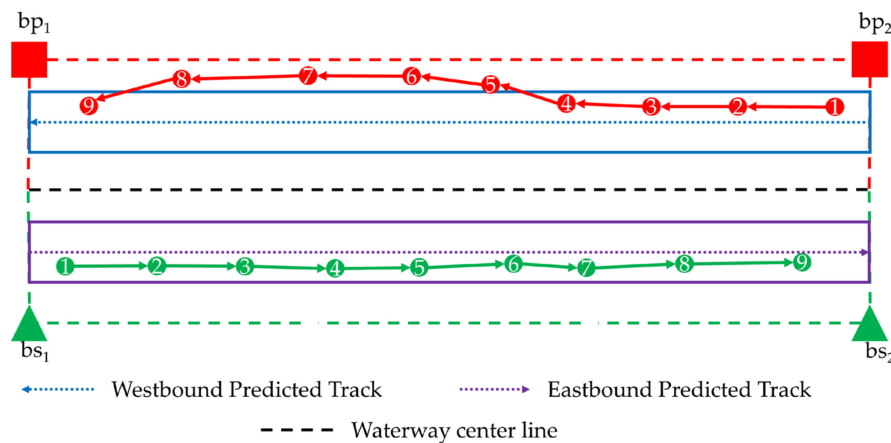 bp₁ bp₂
9 8 7 6 5 4 3 2 1
1 2 3 4 5 6 7 8 9
bs₁ bs₂
Westbound Predicted Track Eastbound Predicted Track
Waterway center line